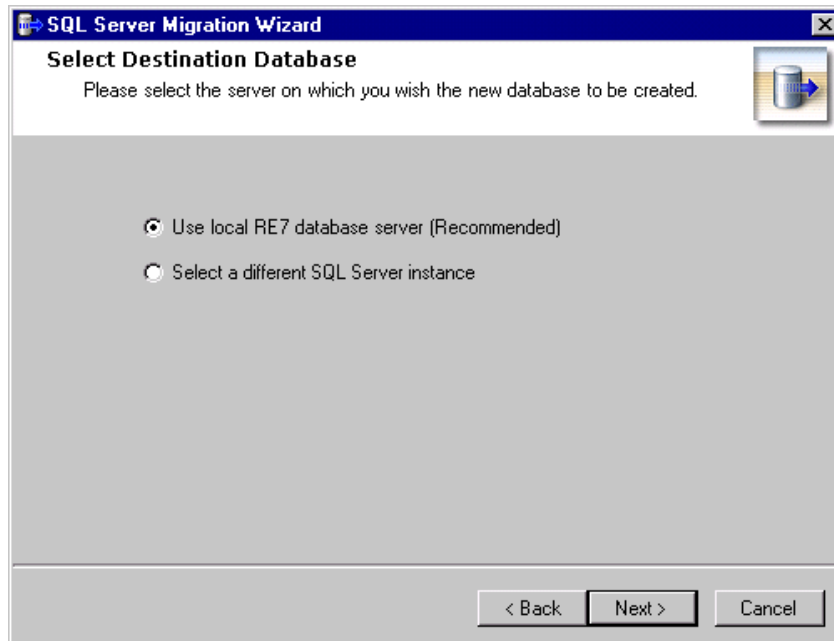 SQL Server Migration Wizard
Select Destination Database
Please select the server on which you wish the new database to be created.
Use local RE7 database server (Recommended)
Select a different SQL Server instance
< Back
Next >
Cancel